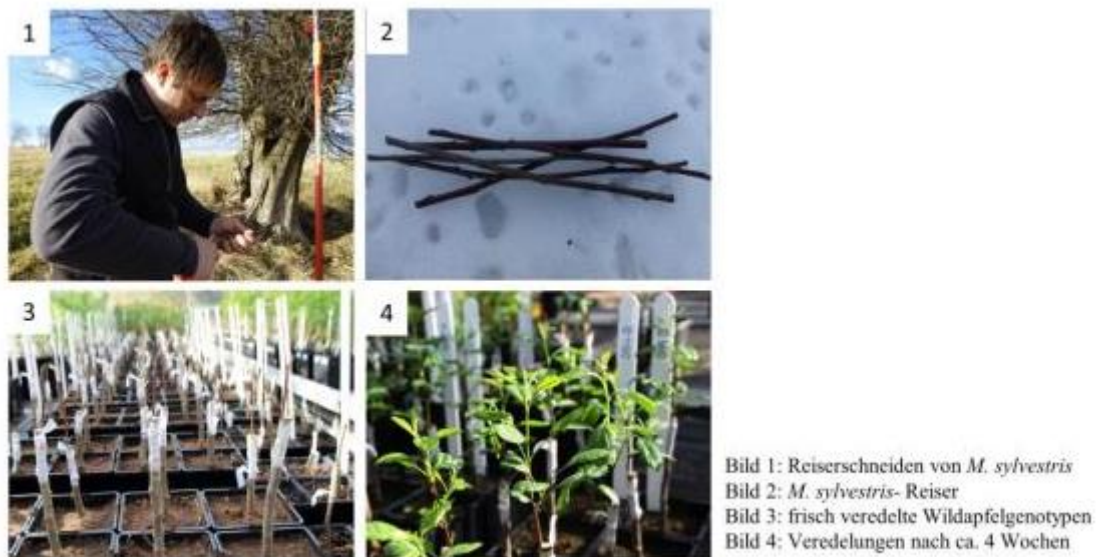 1
2
3
4
Bild 1: Reiserschneiden von M. sylvestris
Bild 2: M. sylvestris- Reiser
Bild 3: frisch veredelte Wildapfelgenotypen
Bild 4: Veredelungen nach ca. 4 Wochen